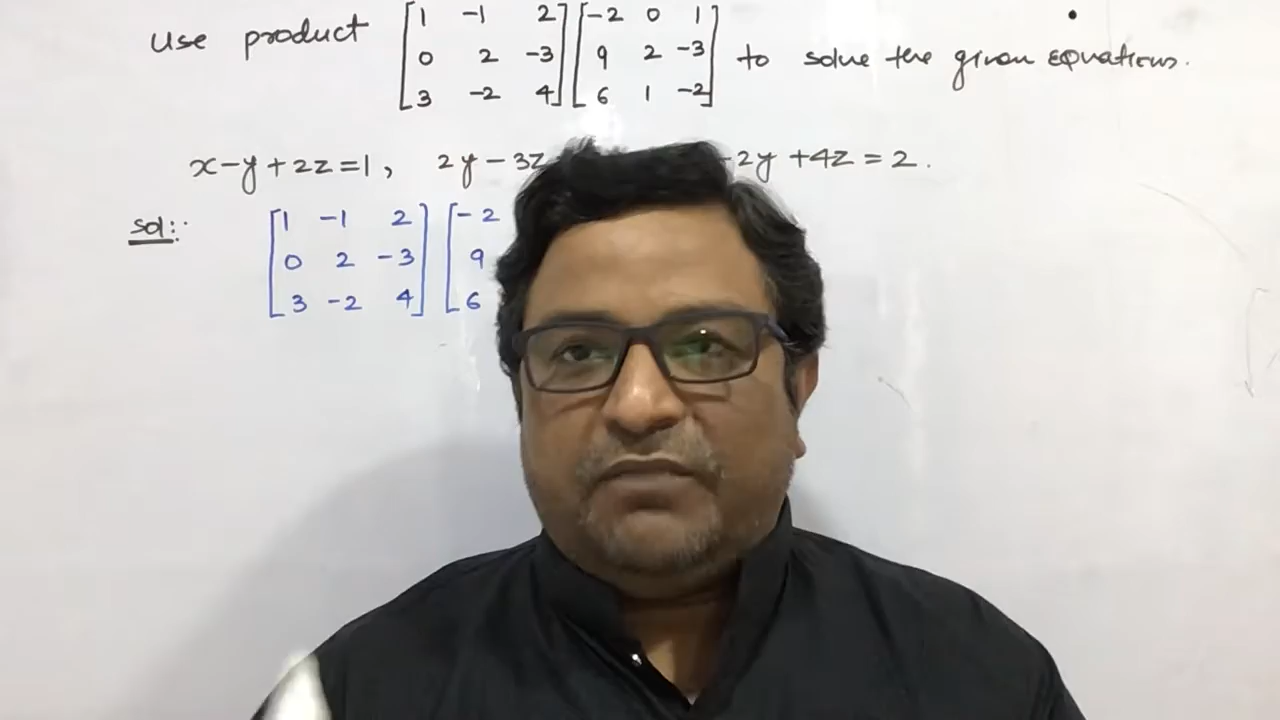 use product [1 -1 2] [-2 0 1]
[0 2 -3] [9 2 -3] to solve the given Equations.
[3 -2 4] [6 1 -2]
x-y+2z=1, 2y-3z -2y+4z=2.
sol:- [1 -1 2] [-2
[0 2 -3] [9
[3 -2 4] [6